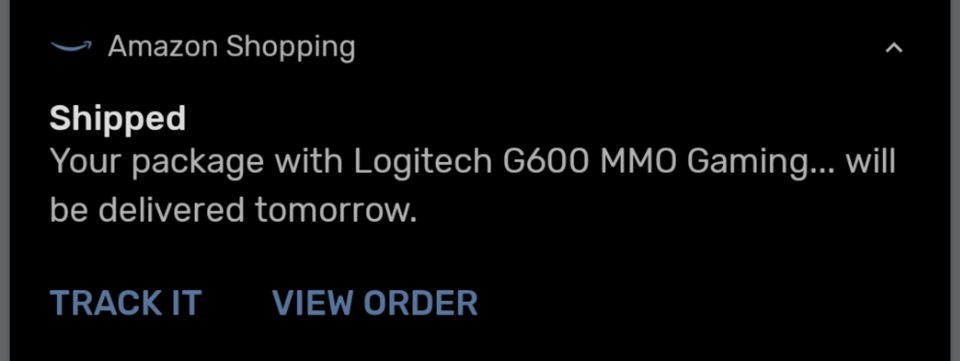 Amazon Shopping
Shipped
Your package with Logitech G600 MMO Gaming... will
be delivered tomorrow.
TRACK IT VIEW ORDER